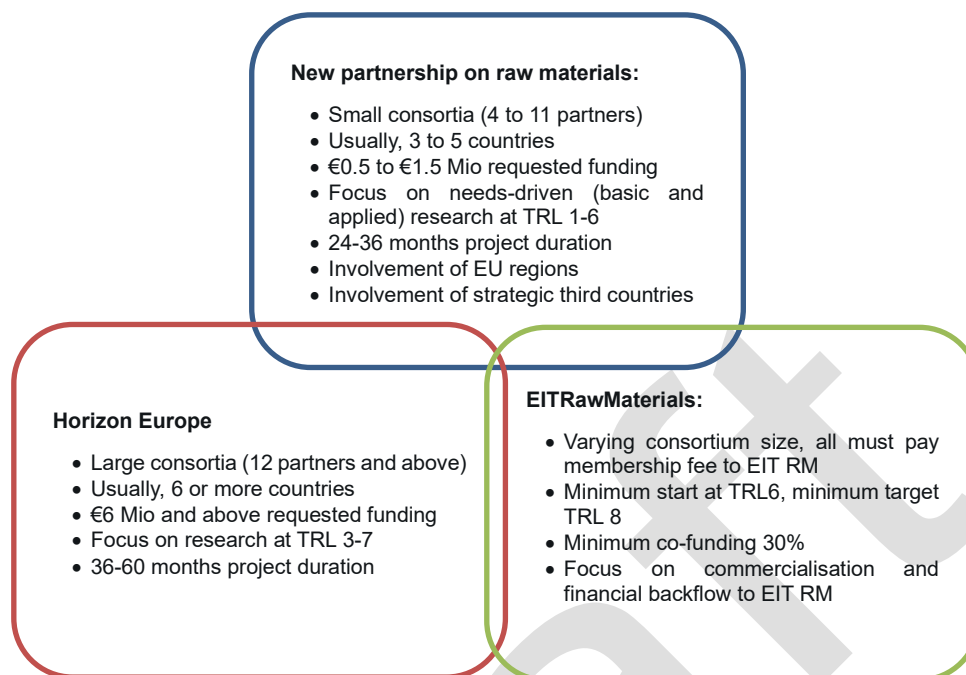 New partnership on raw materials:
• Small consortia (4 to 11 partners)
• Usually, 3 to 5 countries
• €0.5 to €1.5 Mio requested funding
• Focus on needs-driven (basic and
applied) research at TRL 1-6
• 24-36 months project duration
• Involvement of EU regions
• Involvement of strategic third countries
Horizon Europe
• Large consortia (12 partners and above)
• Usually, 6 or more countries
• €6 Mio and above requested funding
• Focus on research at TRL 3-7
• 36-60 months project duration
EITRawMaterials:
• Varying consortium size, all must pay
membership fee to EIT RM
• Minimum start at TRL6, minimum target
TRL 8
• Minimum co-funding 30%
• Focus on commercialisation and
financial backflow to EIT RM
aft